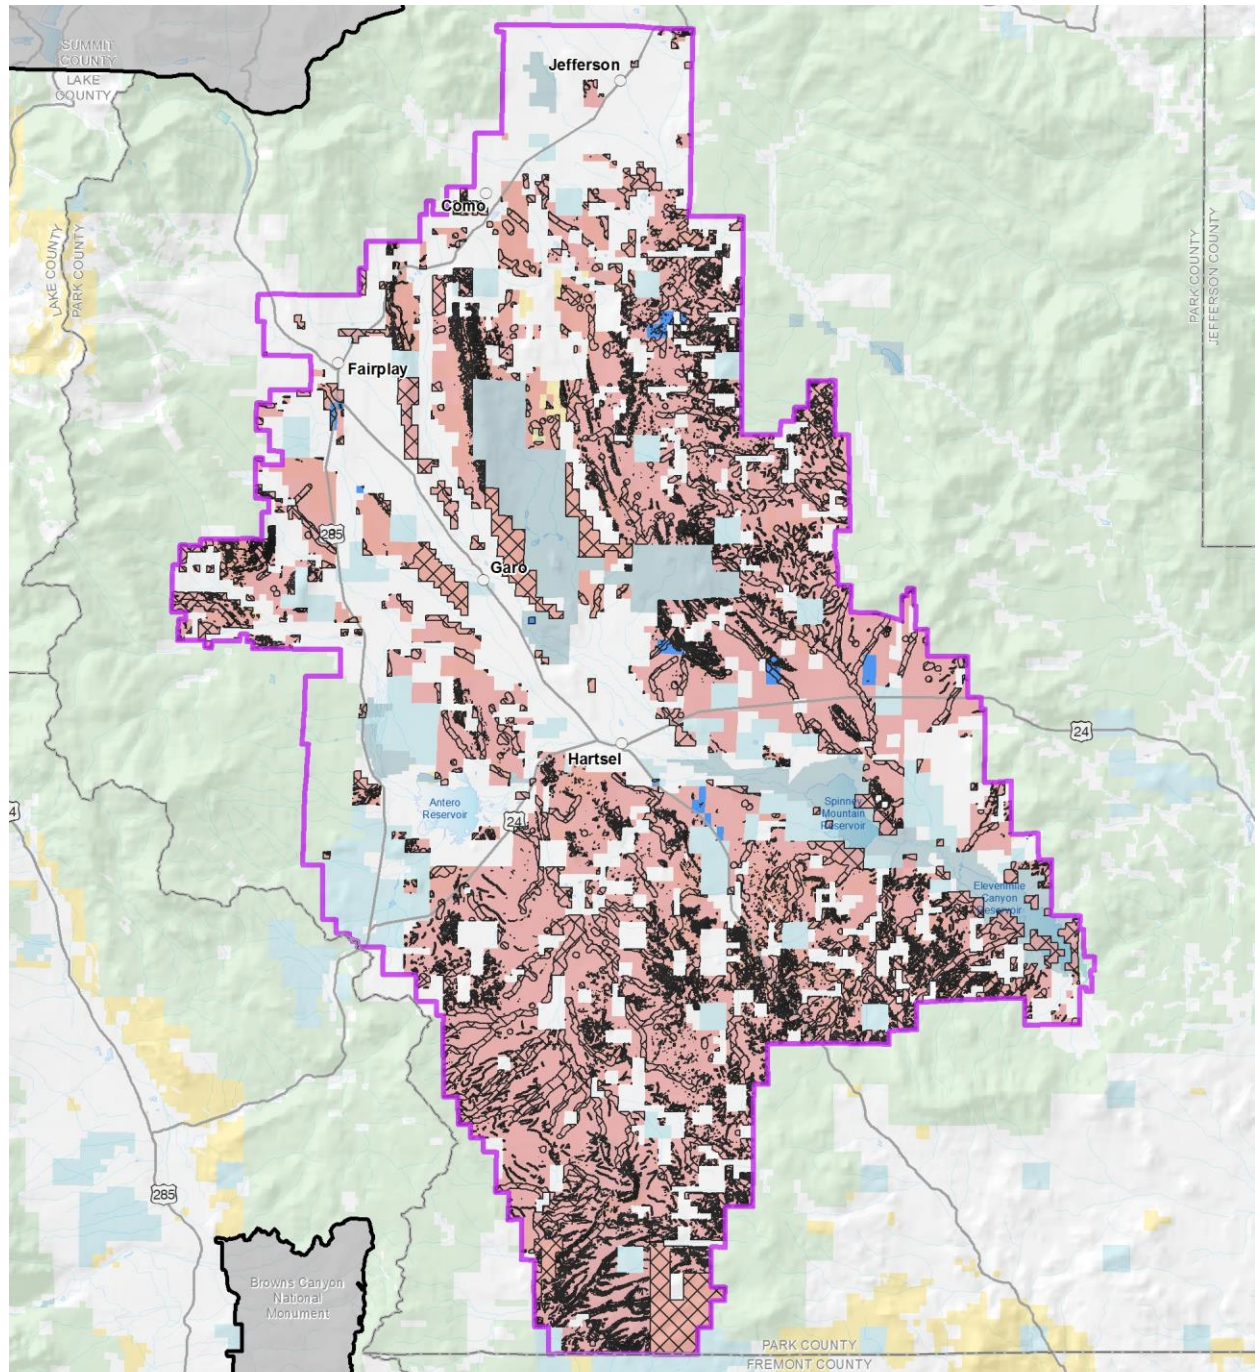 SUMMIT
COUNTY
LAKE
COUNTY
Jefferson
Como
LAKE COUNTY
PARK COUNTY
PARK COUNTY
JEFFERSON COUNTY
Fairplay
285
Garo
24
Hartsel
Antero
Reservoir
24
Spinney
Mountain
Reservoir
4
Elevenmile
Canyon
Reservoir
285
Browns Canyon
National
Monument
PARK COUNTY
FREMONT COUNTY